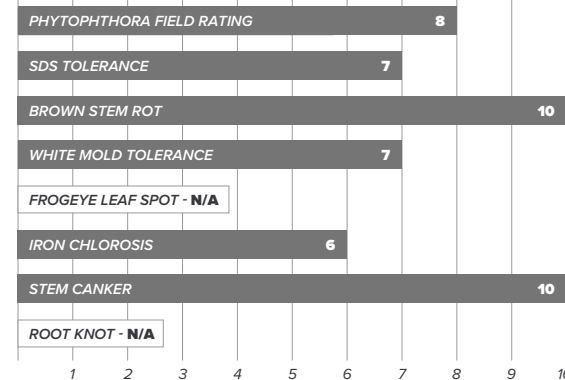 PHYTOPHTHORA FIELD RATING 8
SDS TOLERANCE 7
BROWN STEM ROT 10
WHITE MOLD TOLERANCE 7
FROGEYE LEAF SPOT - N/A
IRON CHLOROSIS 6
STEM CANKER 10
ROOT KNOT - N/A
1 2 3 4 5 6 7 8 9 10